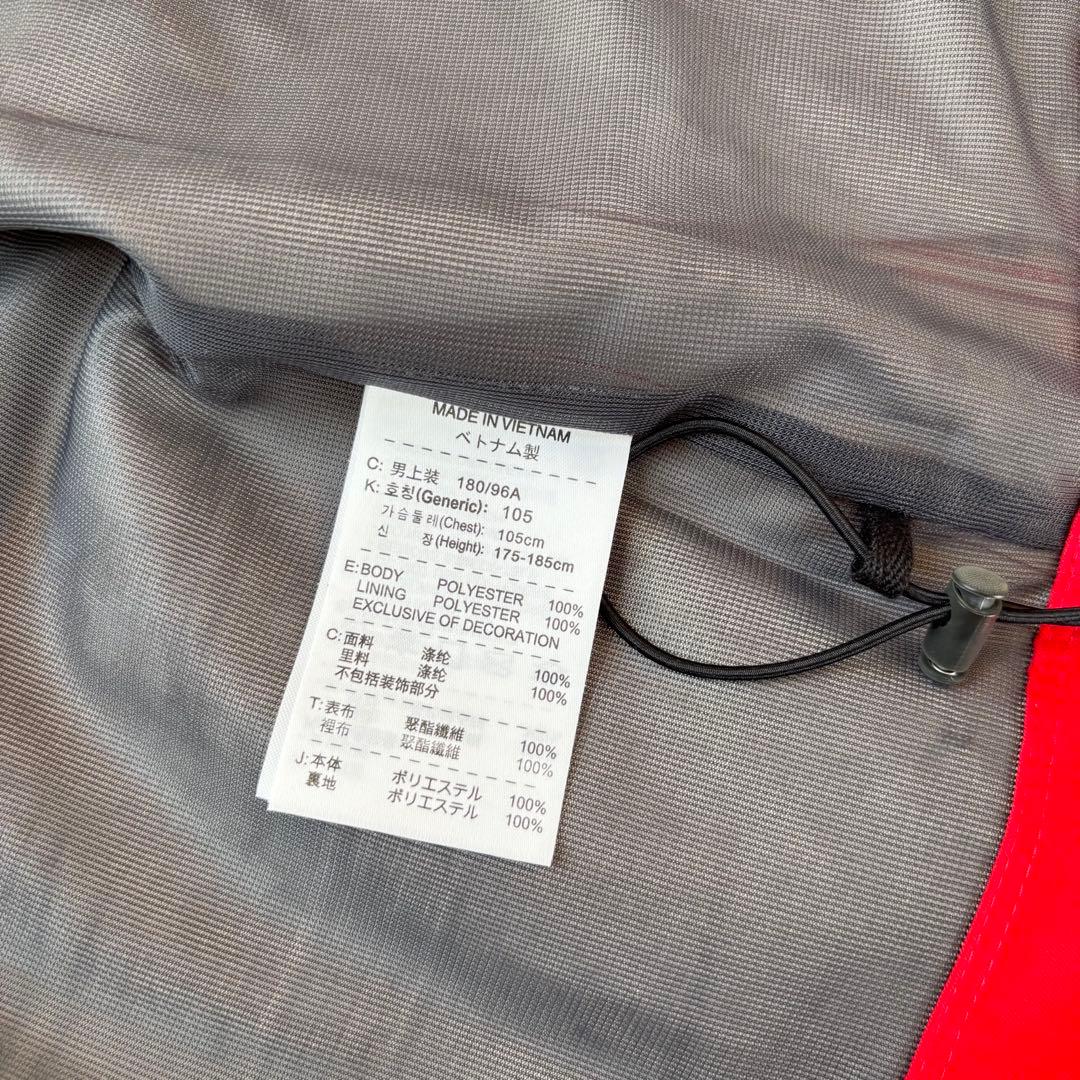 MADE IN VIETNAM
ベトナム製
C: 男上装 180/96A
K: 호칭(Generic): 105
가슴둘레(Chest): 105cm
신 장(Height): 175-185cm
E: BODY POLYESTER 100%
LINING POLYESTER 100%
EXCLUSIVE OF DECORATION
C: 面料 涤纶 100%
里料 涤纶 100%
不包括装饰部分
T: 表布 聚酯纖維 100%
裡布 聚酯纖維 100%
J: 本体 ポリエステル 100%
裏地 ポリエステル 100%